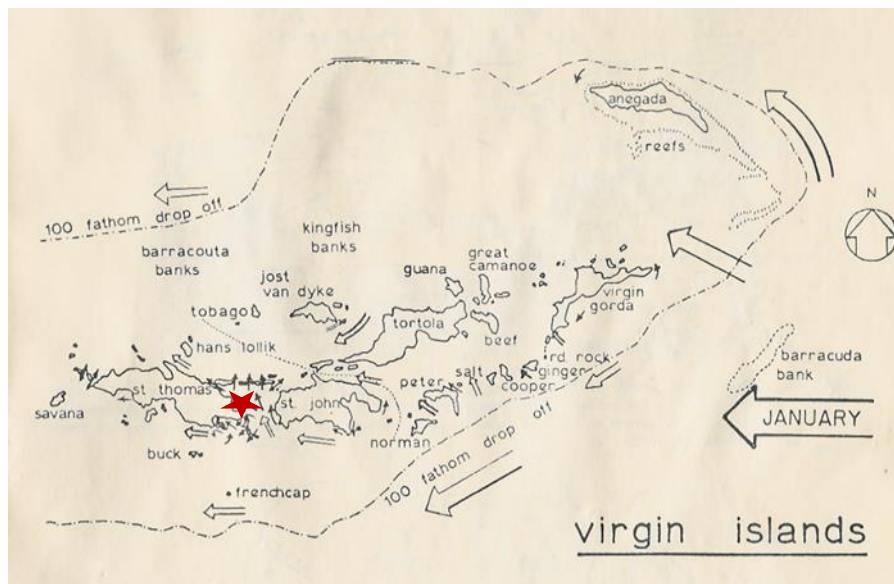 anegada
reefs
N
100 fathom drop off
kingfish
banks
barracouta
banks
great
camanoe
guana
jost
van dyke
virgin
gorda
tobago
tortola
beef
hans lollik
rd. rock
ginger
barracuda
bank
salt
cooper
peter
st thomas
st. john
savana
JANUARY
norman
buck
100 fathom drop off
frenchcap
virgin islands